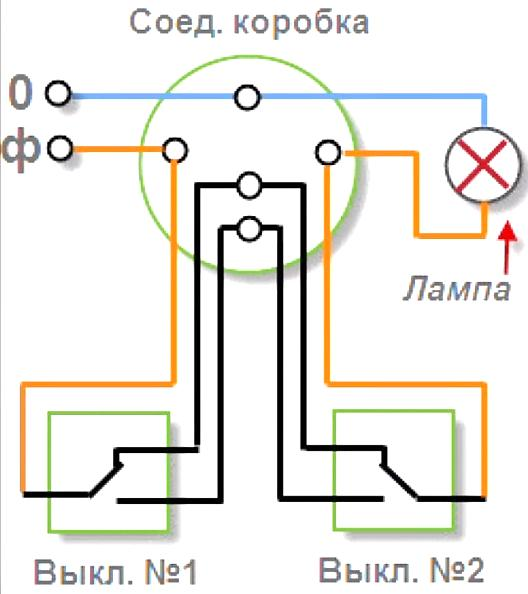 Соед. коробка
0
ф
Лампа
Выкл. №1
Выкл. №2